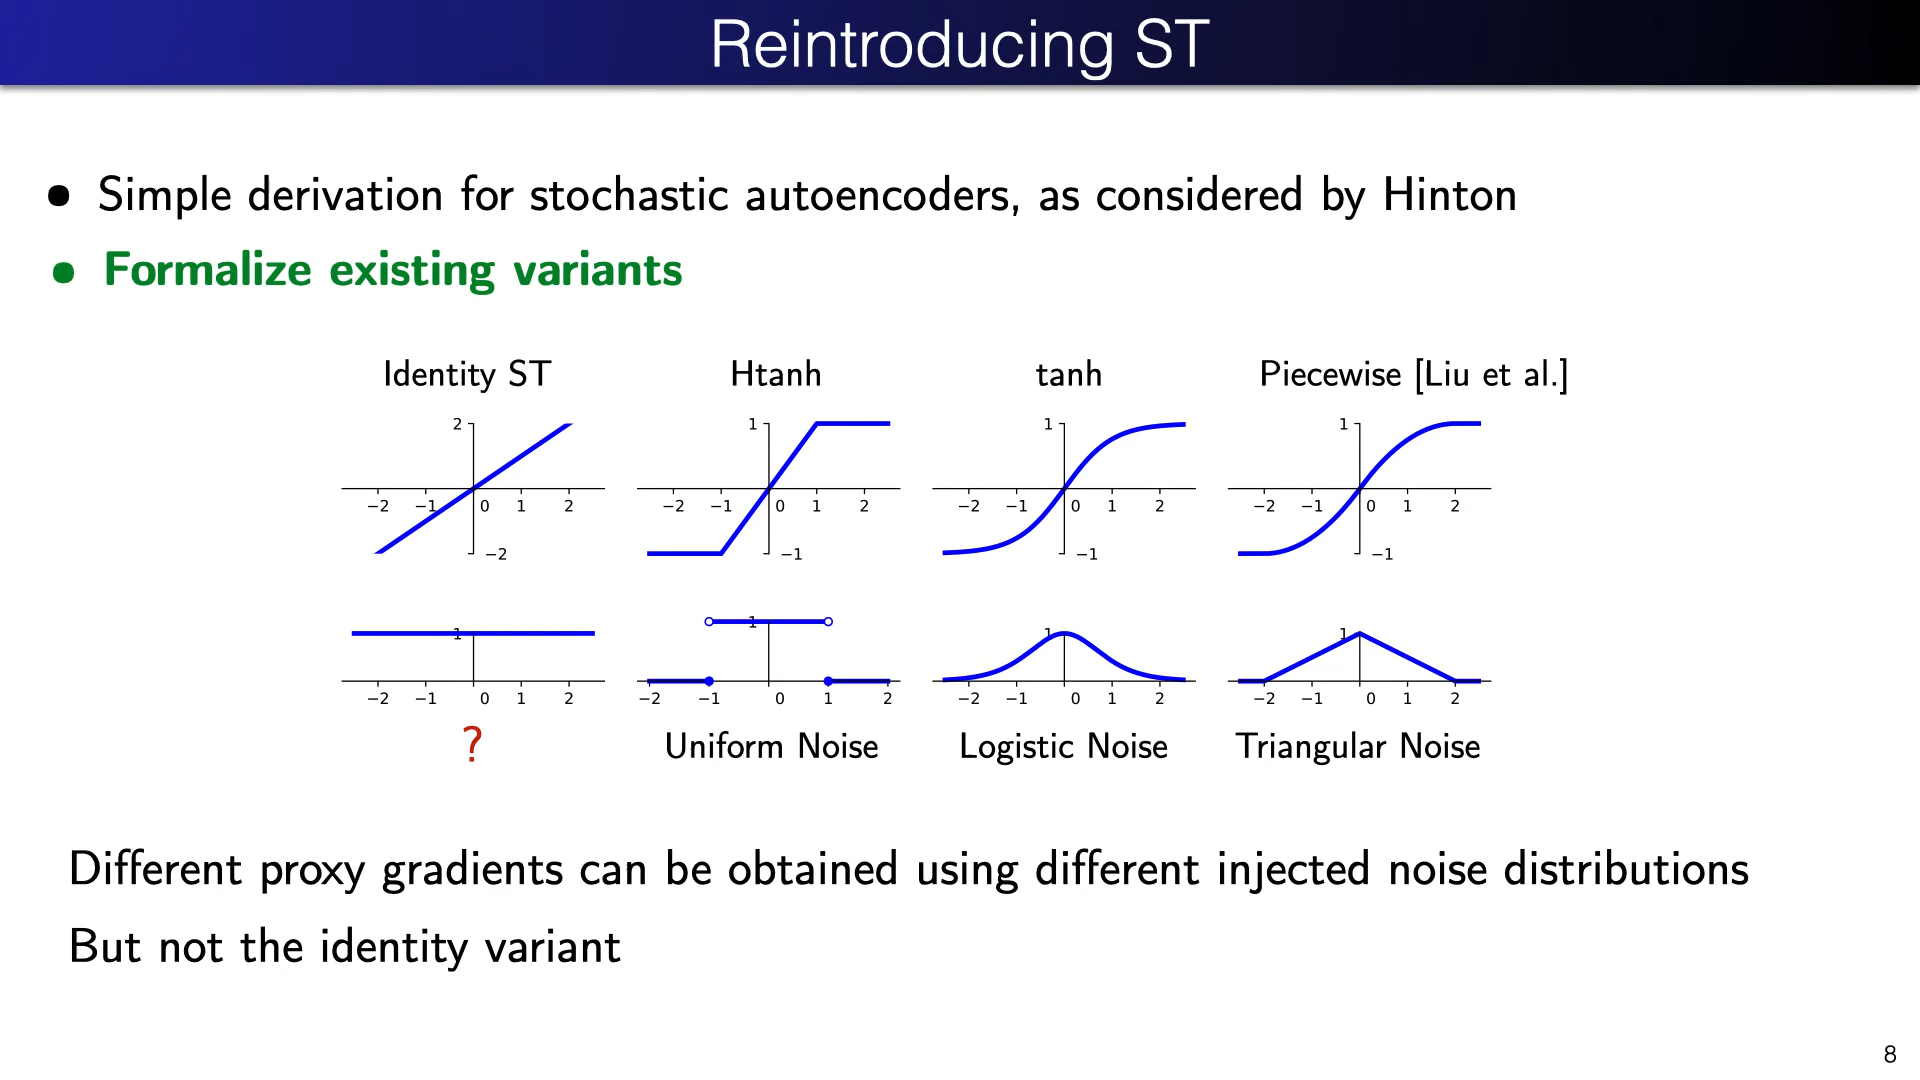 Reintroducing ST
• Simple derivation for stochastic autoencoders, as considered by Hinton
• Formalize existing variants
Identity ST Htanh tanh Piecewise [Liu et al.]
2 1 1 1
−2 −1 0 1 2 −2 −1 0 1 2 −2 −1 0 1 2 −2 −1 0 1 2
−2 −1 −1 −1
1 1 1 1
−2 −1 0 1 2 −2 −1 0 1 2 −2 −1 0 1 2 −2 −1 0 1 2
? Uniform Noise Logistic Noise Triangular Noise
Different proxy gradients can be obtained using different injected noise distributions
But not the identity variant
8